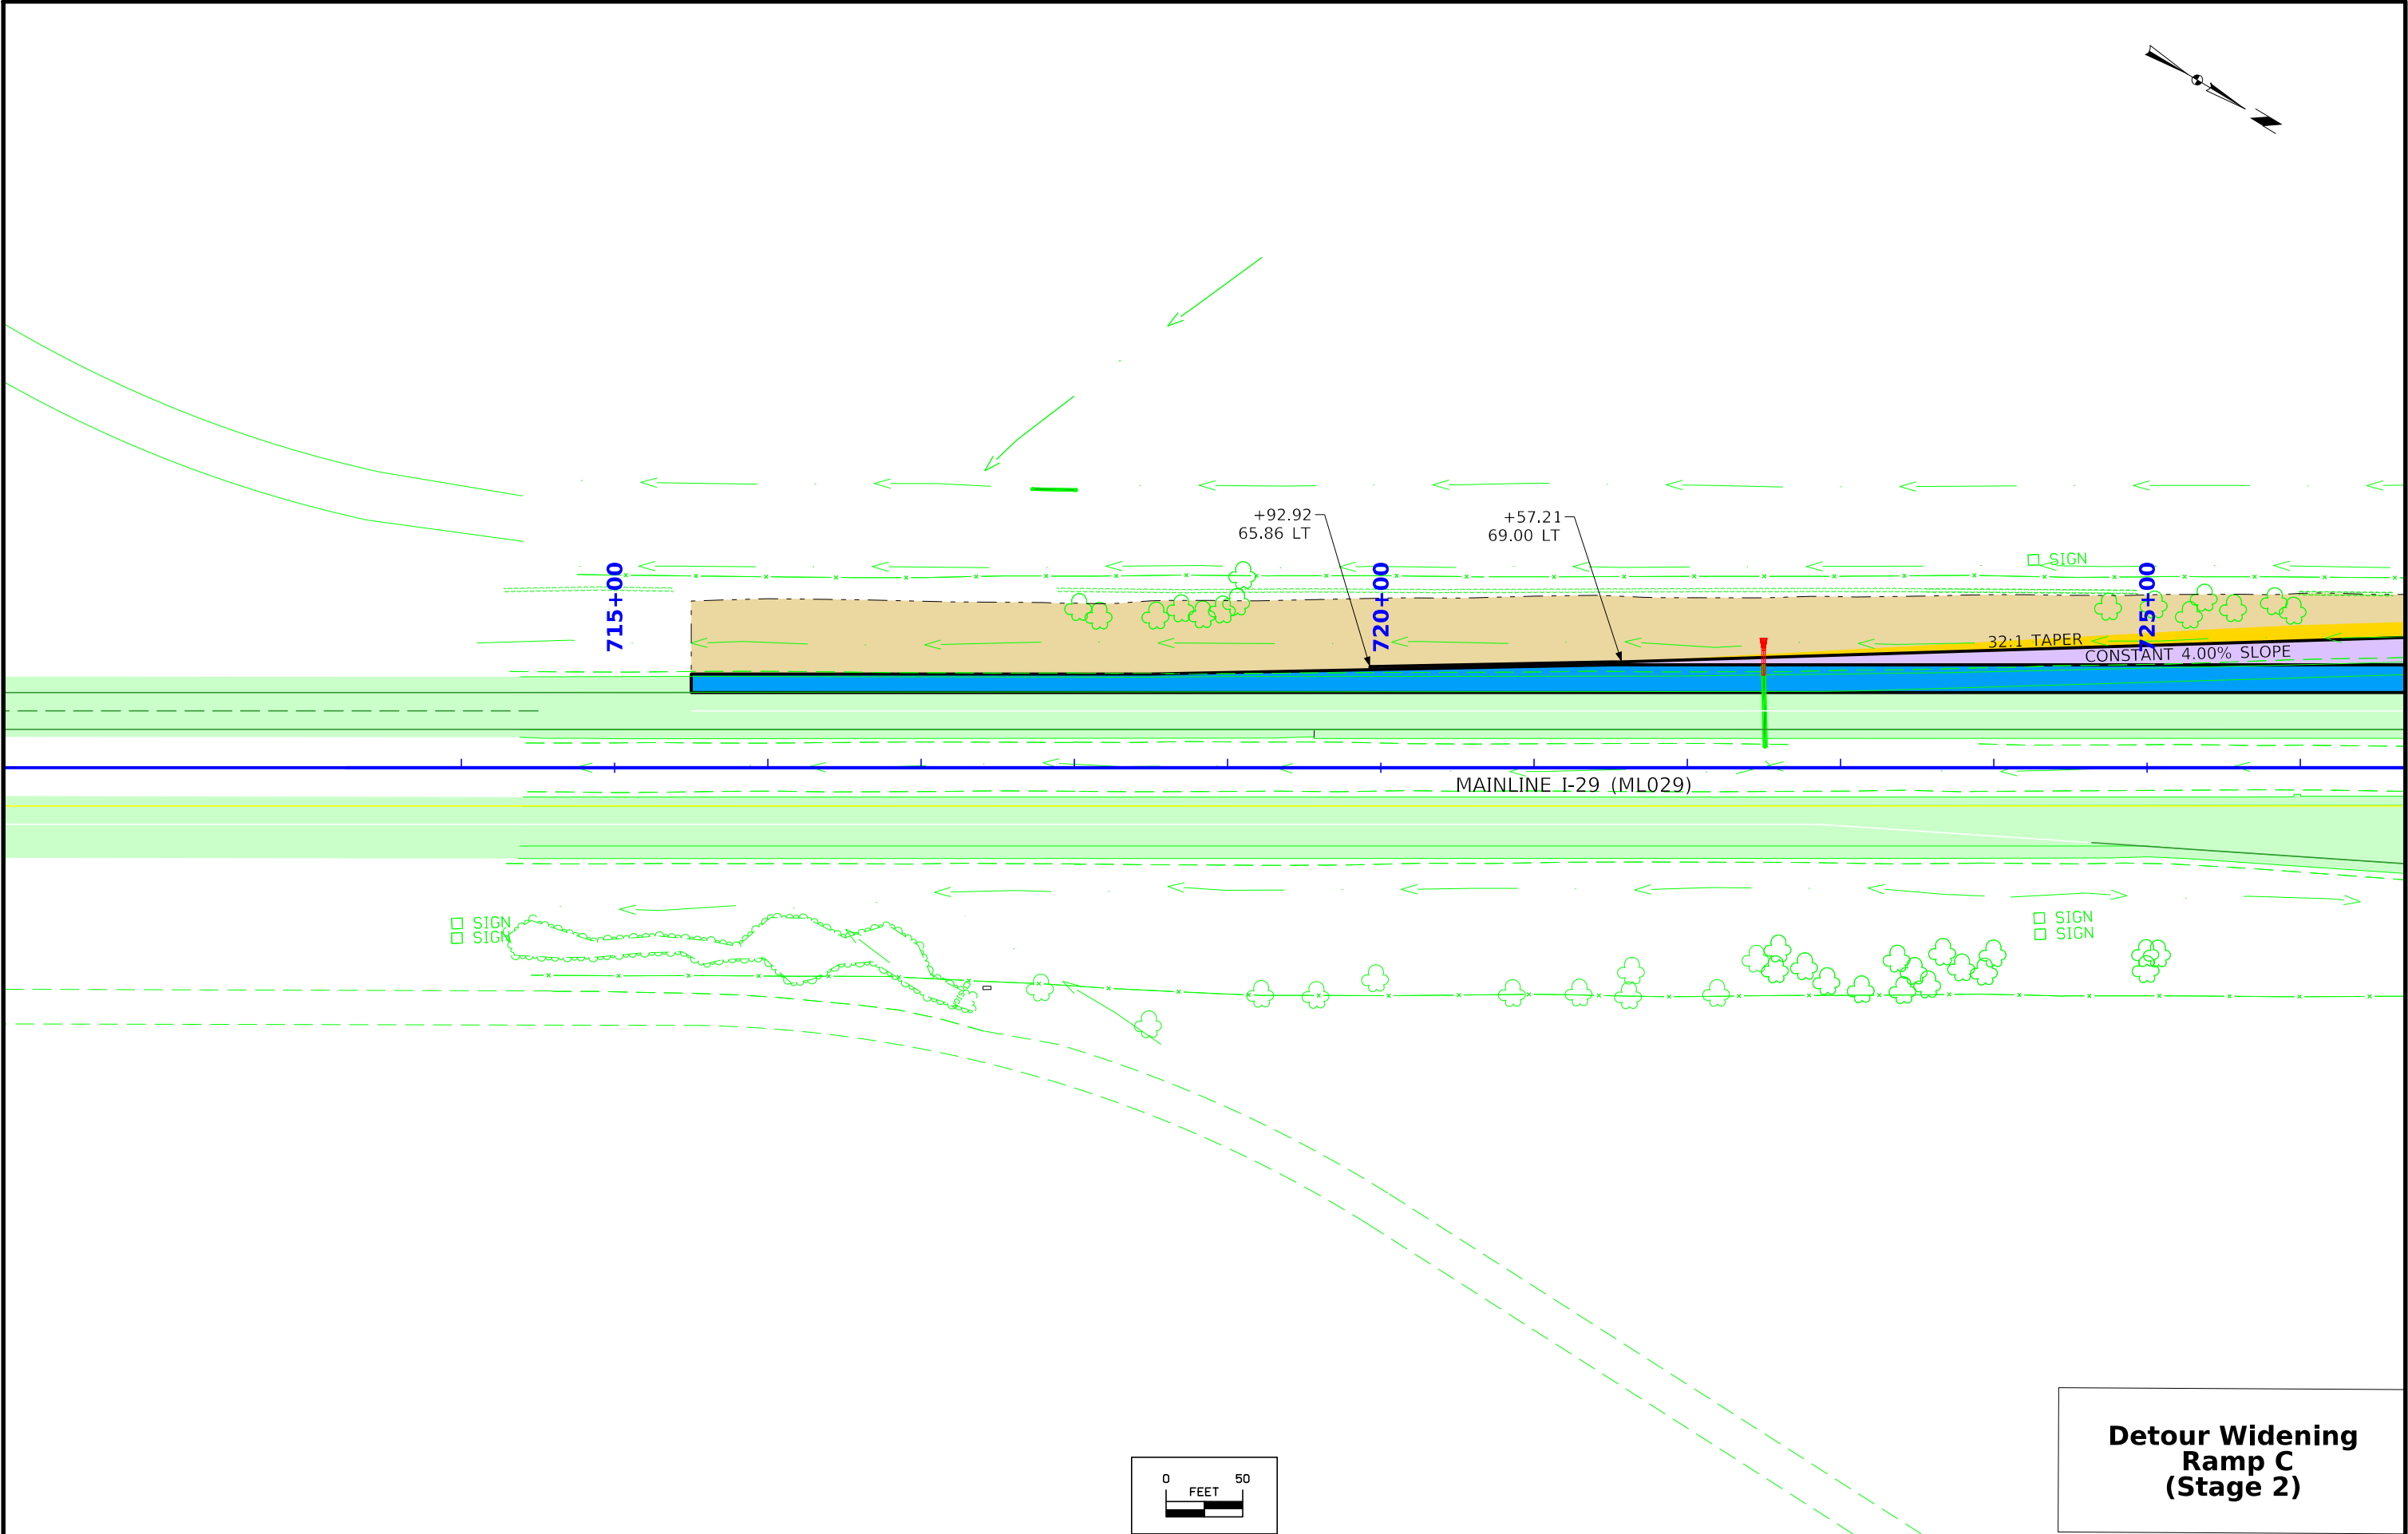 +92.92
65.86 LT
+57.21
69.00 LT
SIGN
715+00
720+00
725+00
32:1 TAPER
CONSTANT 4.00% SLOPE
MAINLINE I-29 (ML029)
SIGN
SIGN
SIGN
SIGN
Detour Widening
Ramp C
(Stage 2)
0 50
FEET
N